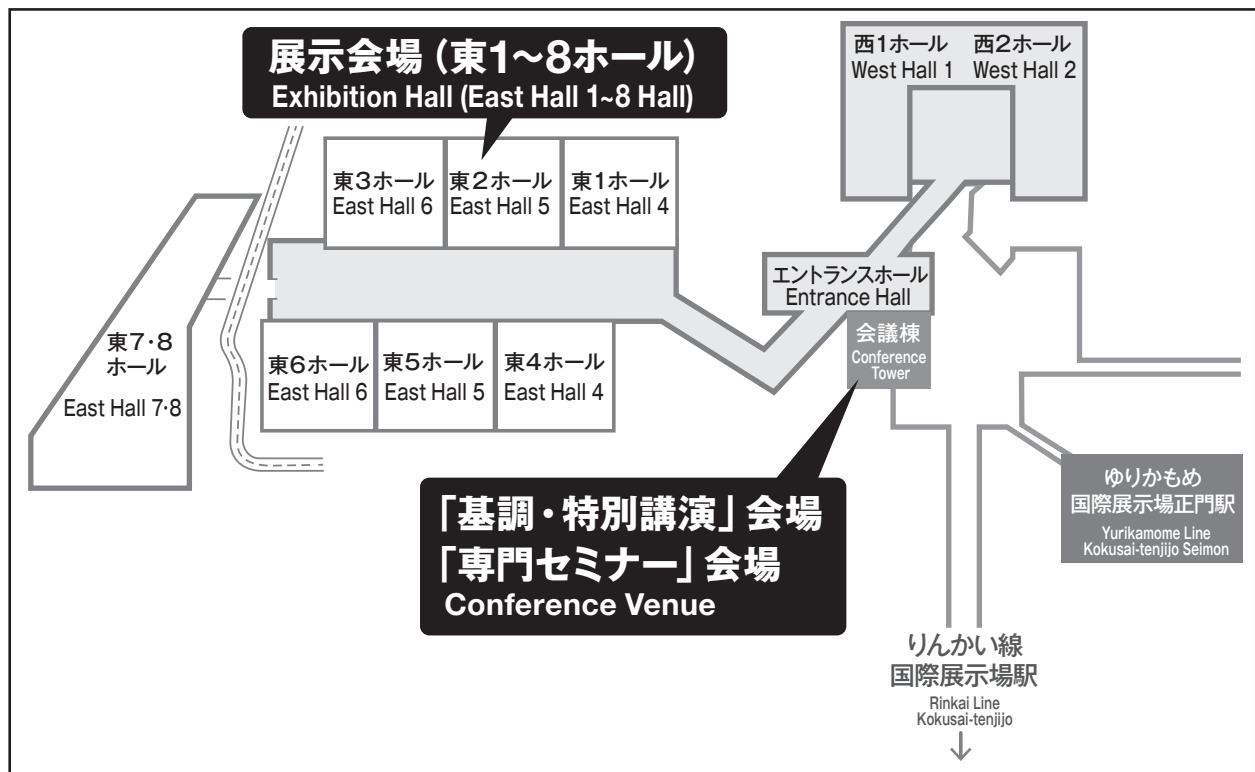 展示会場（東1〜8ホール）
Exhibition Hall (East Hall 1~8 Hall)
西1ホール
West Hall 1
西2ホール
West Hall 2
東3ホール
East Hall 6
東2ホール
East Hall 5
東1ホール
East Hall 4
エントランスホール
Entrance Hall
会議棟
Conference
Tower
東7・8
ホール
East Hall 7·8
東6ホール
East Hall 6
東5ホール
East Hall 5
東4ホール
East Hall 4
「基調・特別講演」会場
「専門セミナー」会場
Conference Venue
ゆりかもめ
国際展示場正門駅
Yurikamome Line
Kokusai-tenjijo Seimon
りんかい線
国際展示場駅
Rinkai Line
Kokusai-tenjijo